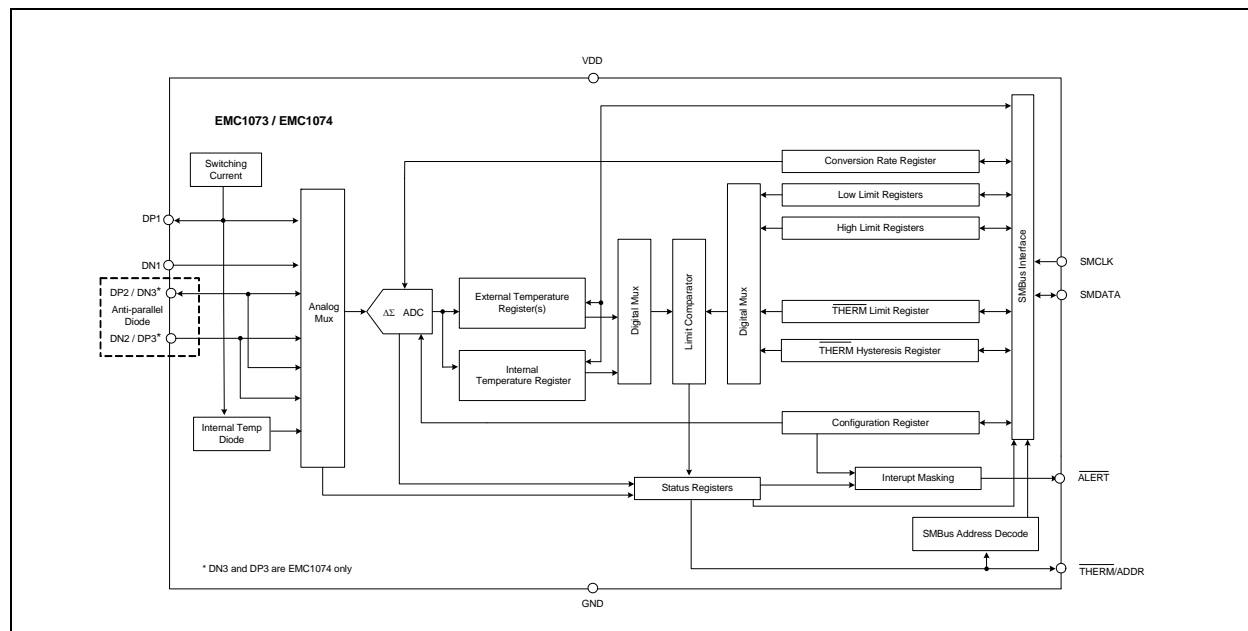 VDD
EMC1073 / EMC1074
Switching
Current
Conversion Rate Register
Low Limit Registers
High Limit Registers
DP1
DN1
DP2 / DN3*
Anti-parallel
Diode
DN2 / DP3*
Analog
Mux
ΔΣ ADC
External Temperature
Register(s)
Internal
Temperature Register
Digital Mux
Limit Comparator
Digital Mux
SMBus Interface
SMCLK
SMDATA
THERM Limit Register
THERM Hysteresis Register
Internal Temp
Diode
Configuration Register
Status Registers
Interupt Masking
ALERT
SMBus Address Decode
* DN3 and DP3 are EMC1074 only
THERM/ADDR
GND